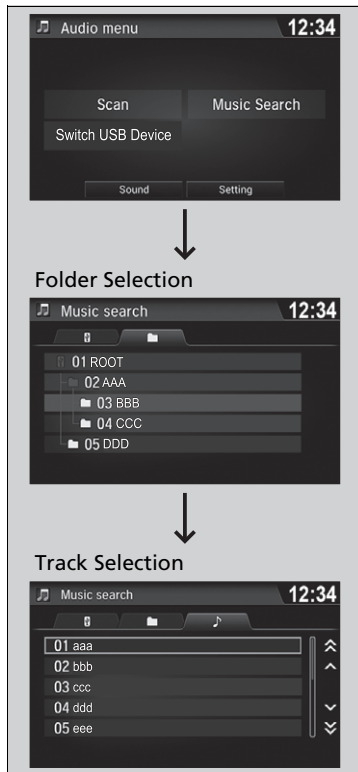 Audio menu 12:34
Scan Music Search
Switch USB Device
Sound Setting
Folder Selection
Music search 12:34
01 ROOT
02 AAA
03 BBB
04 CCC
05 DDD
Track Selection
Music search 12:34
01 aaa
02 bbb
03 ccc
04 ddd
05 eee